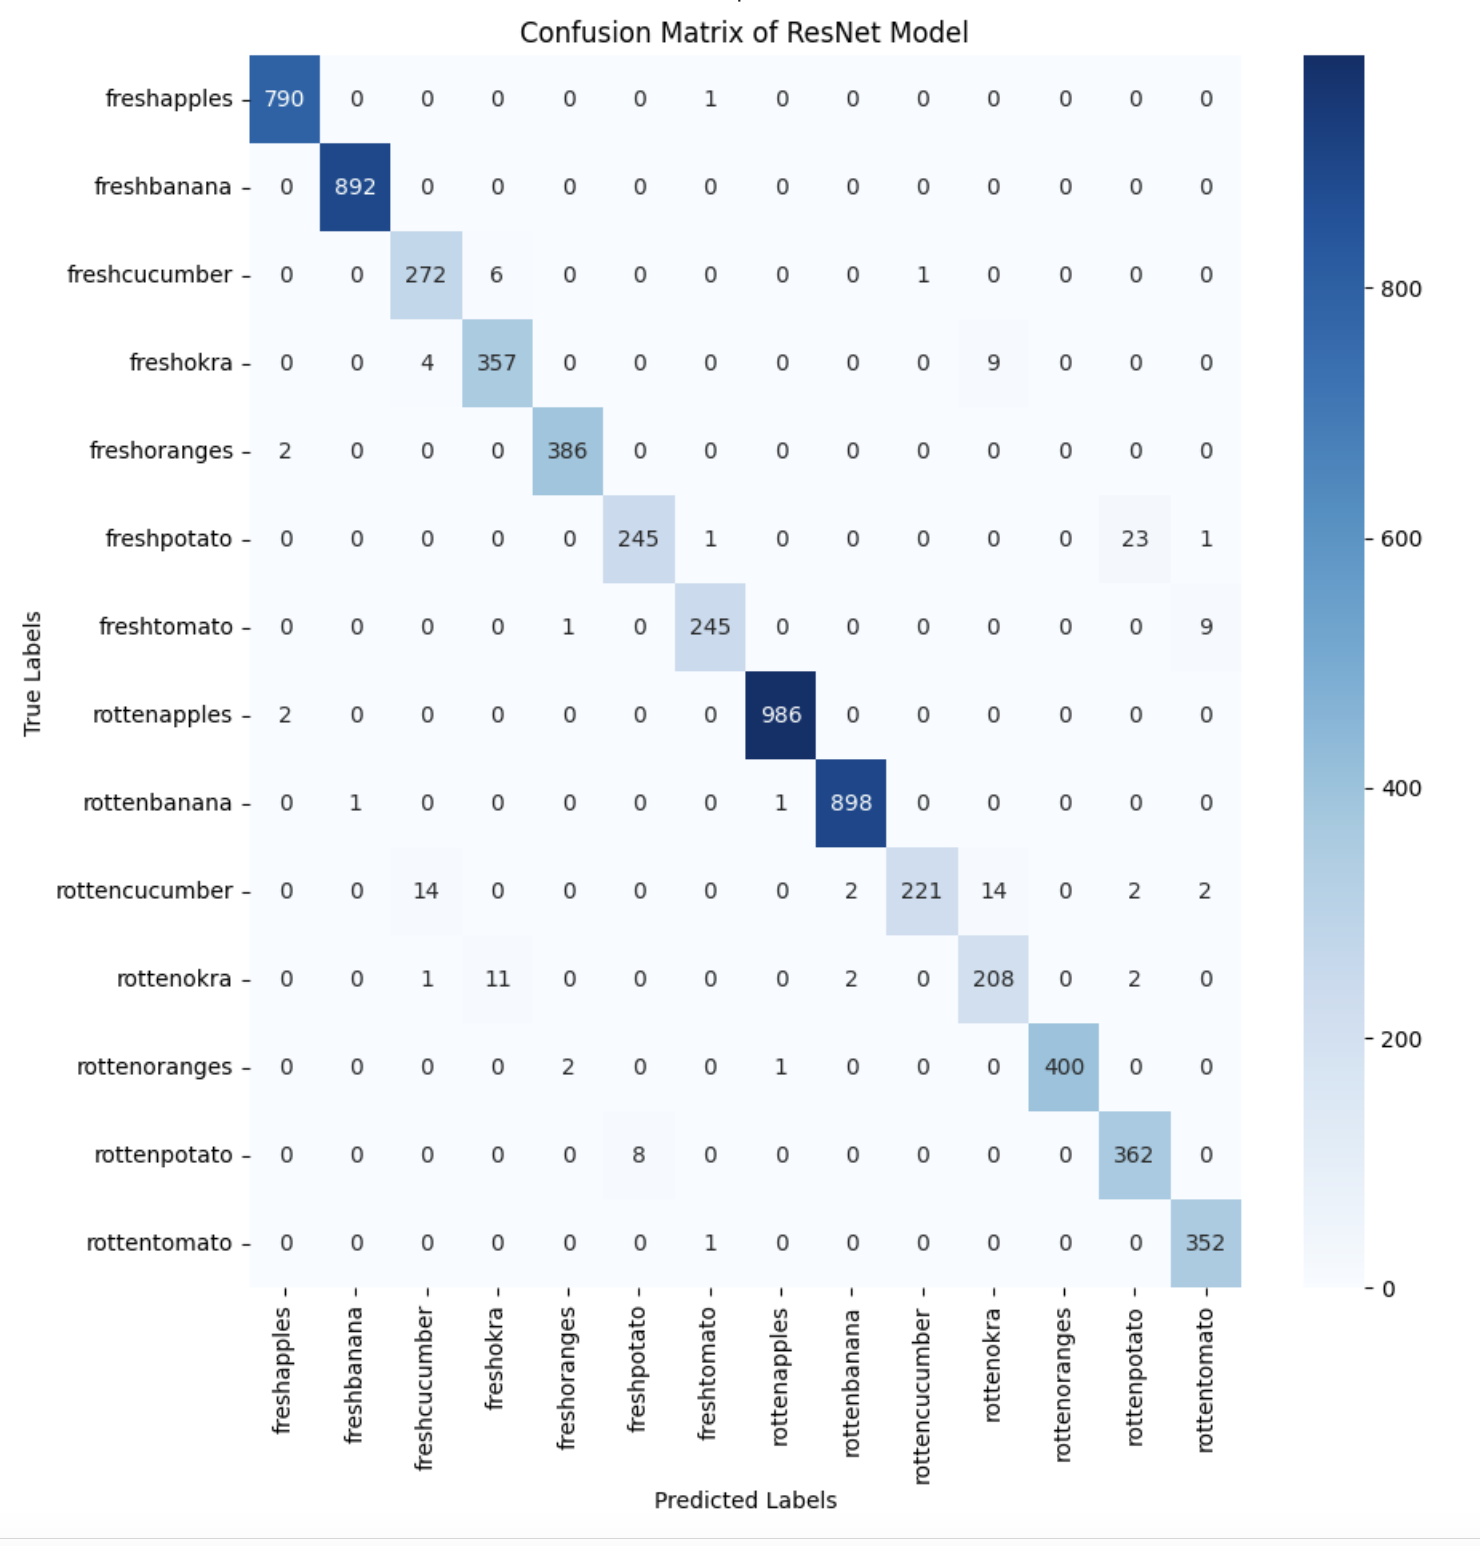 Confusion Matrix of ResNet Model
freshapples 790 0 0 0 0 0 1 0 0 0 0 0 0 0
freshbanana 0 892 0 0 0 0 0 0 0 0 0 0 0 0
freshcucumber 0 0 272 6 0 0 0 0 0 1 0 0 0 0
freshokra 0 0 4 357 0 0 0 0 0 0 9 0 0 0
freshoranges 2 0 0 0 386 0 0 0 0 0 0 0 0 0
freshpotato 0 0 0 0 0 245 1 0 0 0 0 0 23 1
freshtomato 0 0 0 0 1 0 245 0 0 0 0 0 0 9
rottenapples 2 0 0 0 0 0 0 986 0 0 0 0 0 0
rottenbanana 0 1 0 0 0 0 0 1 898 0 0 0 0 0
rottencucumber 0 0 14 0 0 0 0 0 2 221 14 0 2 2
rottenokra 0 0 1 11 0 0 0 0 2 0 208 0 2 0
rottenoranges 0 0 0 0 2 0 0 1 0 0 0 400 0 0
rottenpotato 0 0 0 0 0 8 0 0 0 0 0 0 362 0
rottentomato 0 0 0 0 0 0 1 0 0 0 0 0 0 352
True Labels
freshapples
freshbanana
freshcucumber
freshokra
freshoranges
freshpotato
freshtomato
rottenapples
rottenbanana
rottencucumber
rottenokra
rottenoranges
rottenpotato
rottentomato
Predicted Labels
800
600
400
200
0